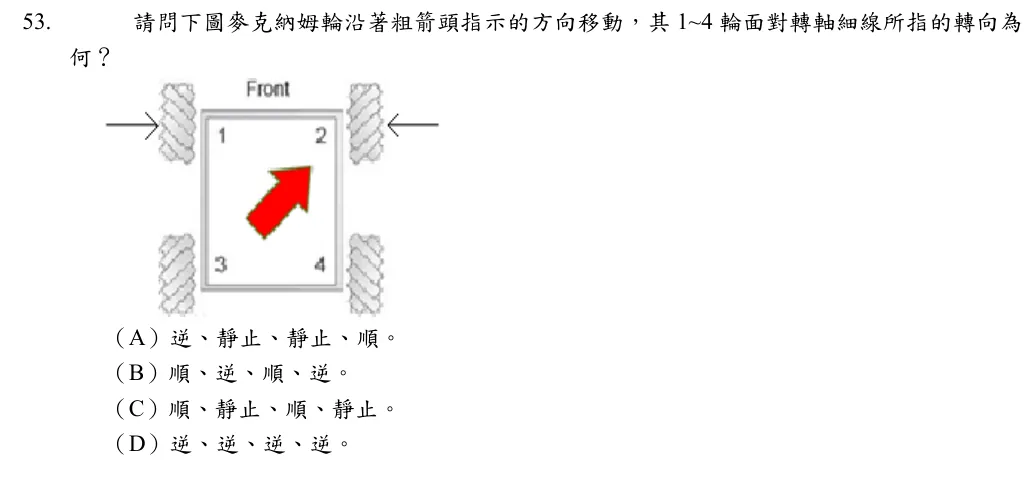 53. 請問下圖麥克納姆輪沿著粗箭頭指示的方向移動，其 1~4 輪面對轉軸細線所指的轉向為
何？
Front
1 2
3 4
（A）逆、靜止、靜止、順。
（B）順、逆、順、逆。
（C）順、靜止、順、靜止。
（D）逆、逆、逆、逆。